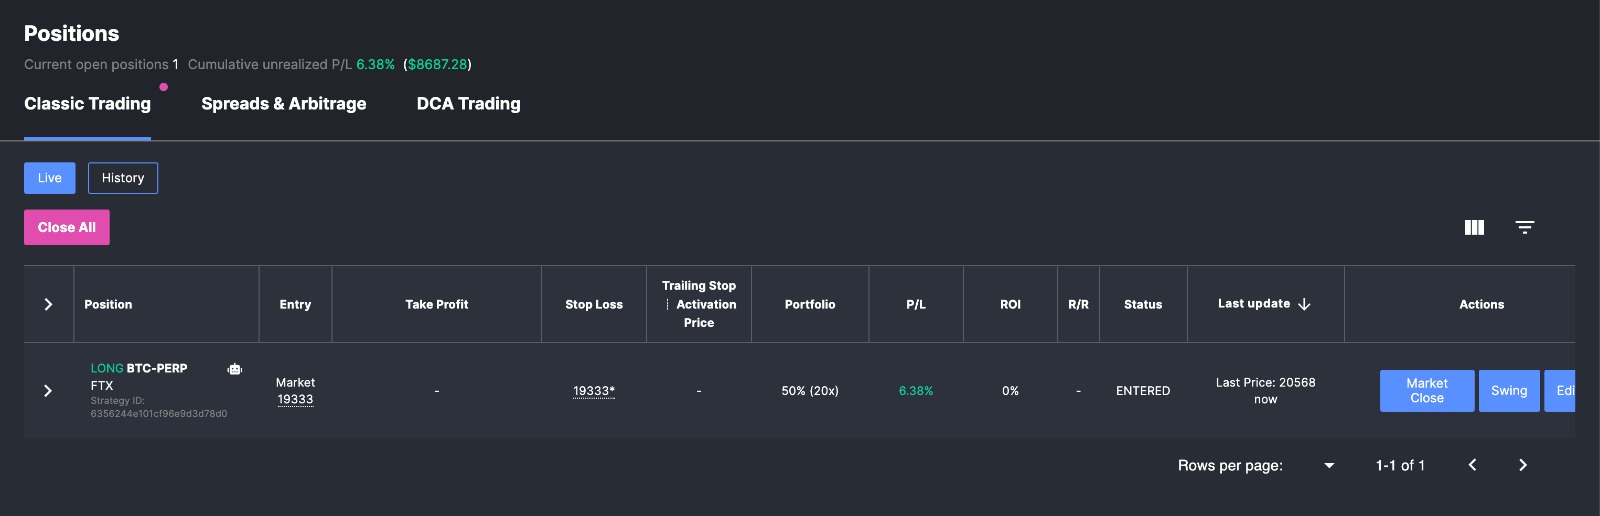 Positions
Current open positions 1 Cumulative unrealized P/L 6.38% ($8687.28)
Classic Trading Spreads & Arbitrage DCA Trading
Live History
Close All
Position Entry Take Profit Stop Loss Trailing Stop ⁝ Activation Price Portfolio P/L ROI R/R Status Last update ↓ Actions
LONG BTC-PERP
FTX
Strategy ID:
6356244e101cf96e9d3d78d0
Market
19333
-
19333*
-
50% (20x)
6.38%
0%
-
ENTERED
Last Price: 20568
now
Market
Close
Swing
Edi
Rows per page: 1-1 of 1